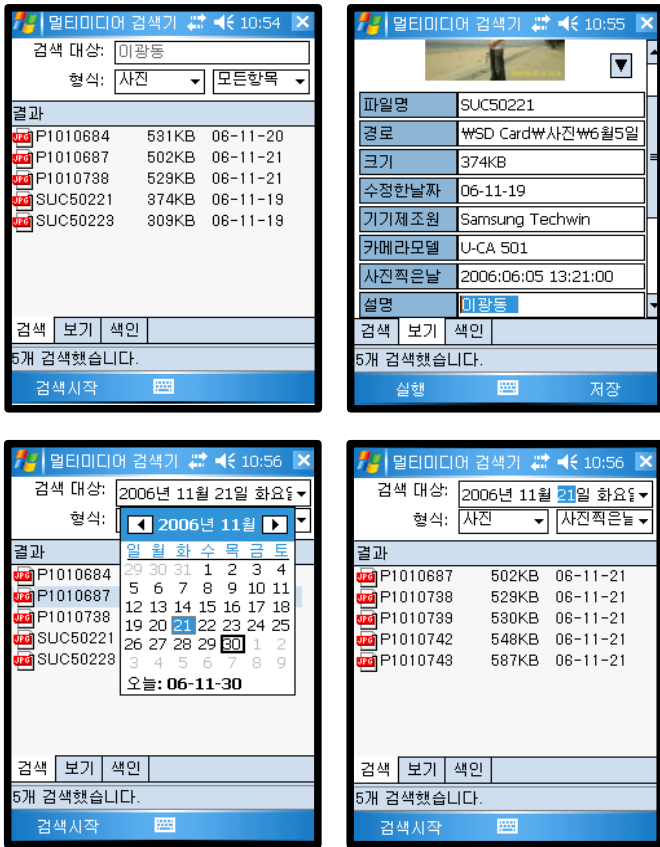 멀티미디어 검색기 10:54
검색 대상: 이광동
형식: 사진 모든항목
결과
JPG P1010684 531KB 06-11-20
JPG P1010687 502KB 06-11-21
JPG P1010738 529KB 06-11-21
JPG SUC50221 374KB 06-11-19
JPG SUC50223 309KB 06-11-19
검색 보기 색인
5개 검색했습니다.
검색시작
멀티미디어 검색기 10:55
파일명 SUC50221
경로 ₩SD Card₩사진₩6월5일
크기 374KB
수정한날짜 06-11-19
기기제조원 Samsung Techwin
카메라모델 U-CA 501
사진찍은날 2006:06:05 13:21:00
설명 이광동
검색 보기 색인
5개 검색했습니다.
실행 저장
멀티미디어 검색기 10:56
검색 대상: 2006년 11월 21일 화요일
형식:
2006년 11월
결과
일 월 화 수 목 금 토
29 30 31 1 2 3 4
5 6 7 8 9 10 11
12 13 14 15 16 17 18
19 20 21 22 23 24 25
26 27 28 29 30 1 2
3 4 5 6 7 8 9
오늘: 06-11-30
JPG P1010684
JPG P1010687
JPG P1010738
JPG SUC50221
JPG SUC50223
검색 보기 색인
5개 검색했습니다.
검색시작
멀티미디어 검색기 10:56
검색 대상: 2006년 11월 21일 화요일
형식: 사진 사진찍은날
결과
JPG P1010687 502KB 06-11-21
JPG P1010738 529KB 06-11-21
JPG P1010739 530KB 06-11-21
JPG P1010742 548KB 06-11-21
JPG P1010743 587KB 06-11-21
검색 보기 색인
5개 검색했습니다.
검색시작